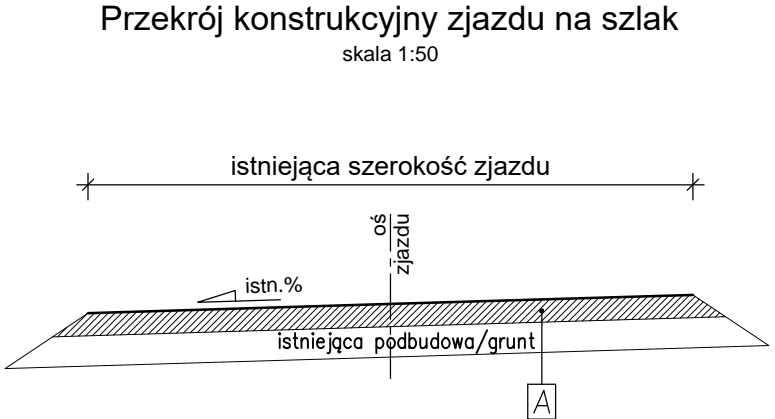 Przekrój konstrukcyjny zjazdu na szlak
skala 1:50
istniejąca szerokość zjazdu
oś
zjazdu
istn.%
istniejąca podbudowa/grunt
A